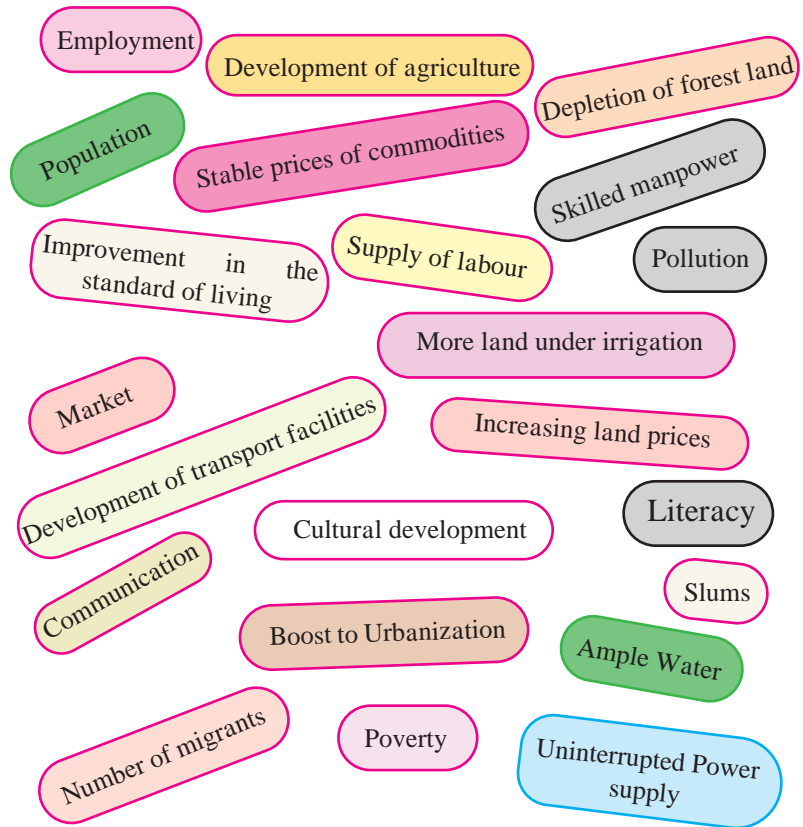 Employment
Development of agriculture
Depletion of forest land
Population
Stable prices of commodities
Skilled manpower
Improvement in the
standard of living
Supply of labour
Pollution
More land under irrigation
Market
Increasing land prices
Development of transport facilities
Literacy
Cultural development
Communication
Slums
Boost to Urbanization
Ample Water
Number of migrants
Poverty
Uninterrupted Power
supply